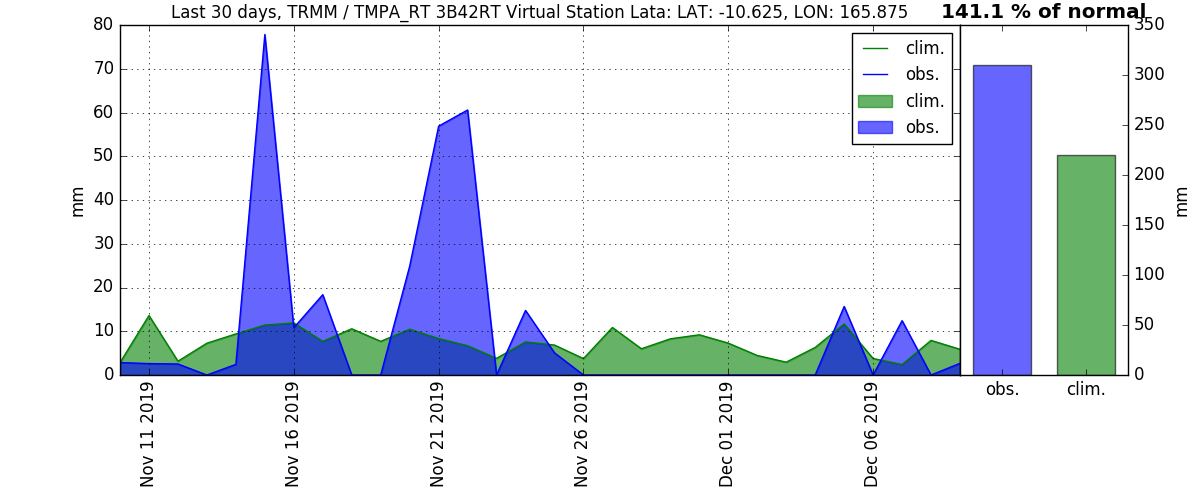 Last 30 days, TRMM / TMPA_RT 3B42RT Virtual Station Lata: LAT: -10.625, LON: 165.875
141.1 % of normal
80
70
60
50
40
30
20
10
0
mm
clim.
obs.
clim.
obs.
Nov 11 2019
Nov 16 2019
Nov 21 2019
Nov 26 2019
Dec 01 2019
Dec 06 2019
350
300
250
200
150
100
50
0
mm
obs.
clim.